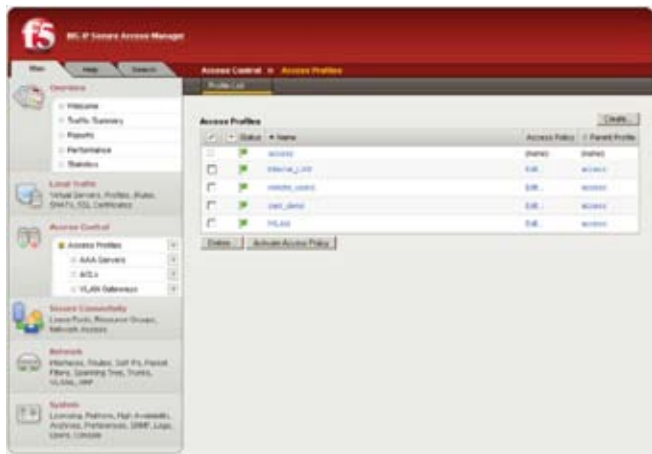 f5
BIG-IP Secure Access Manager
Main
Help
Search
Access Control » Access Profiles
Profile List
Overview
Welcome
Traffic Summary
Reports
Performance
Statistics
Local Traffic
Virtual Servers, Profiles, iRules,
SNATs, SSL Certificates
Access Control
Access Profiles
AAA Servers
ACLs
VLAN Gateways
Secure Connectivity
Lease Pools, Resource Groups,
Network Access
Network
Interfaces, Routes, Self IPs, Packet
Filters, Spanning Tree, Trunks,
VLANs, ARP
System
Licensing, Platform, High Availability,
Archives, Preferences, SNMP, Logs,
Users, Console
Access Profiles
Create...
Status
Name
Access Policy
Parent Profile
access
(none)
(none)
internal_LAN
Edit...
access
remote_users
Edit...
access
Edit...
access
WLAN
Edit...
access
Delete...
Activate Access Policy